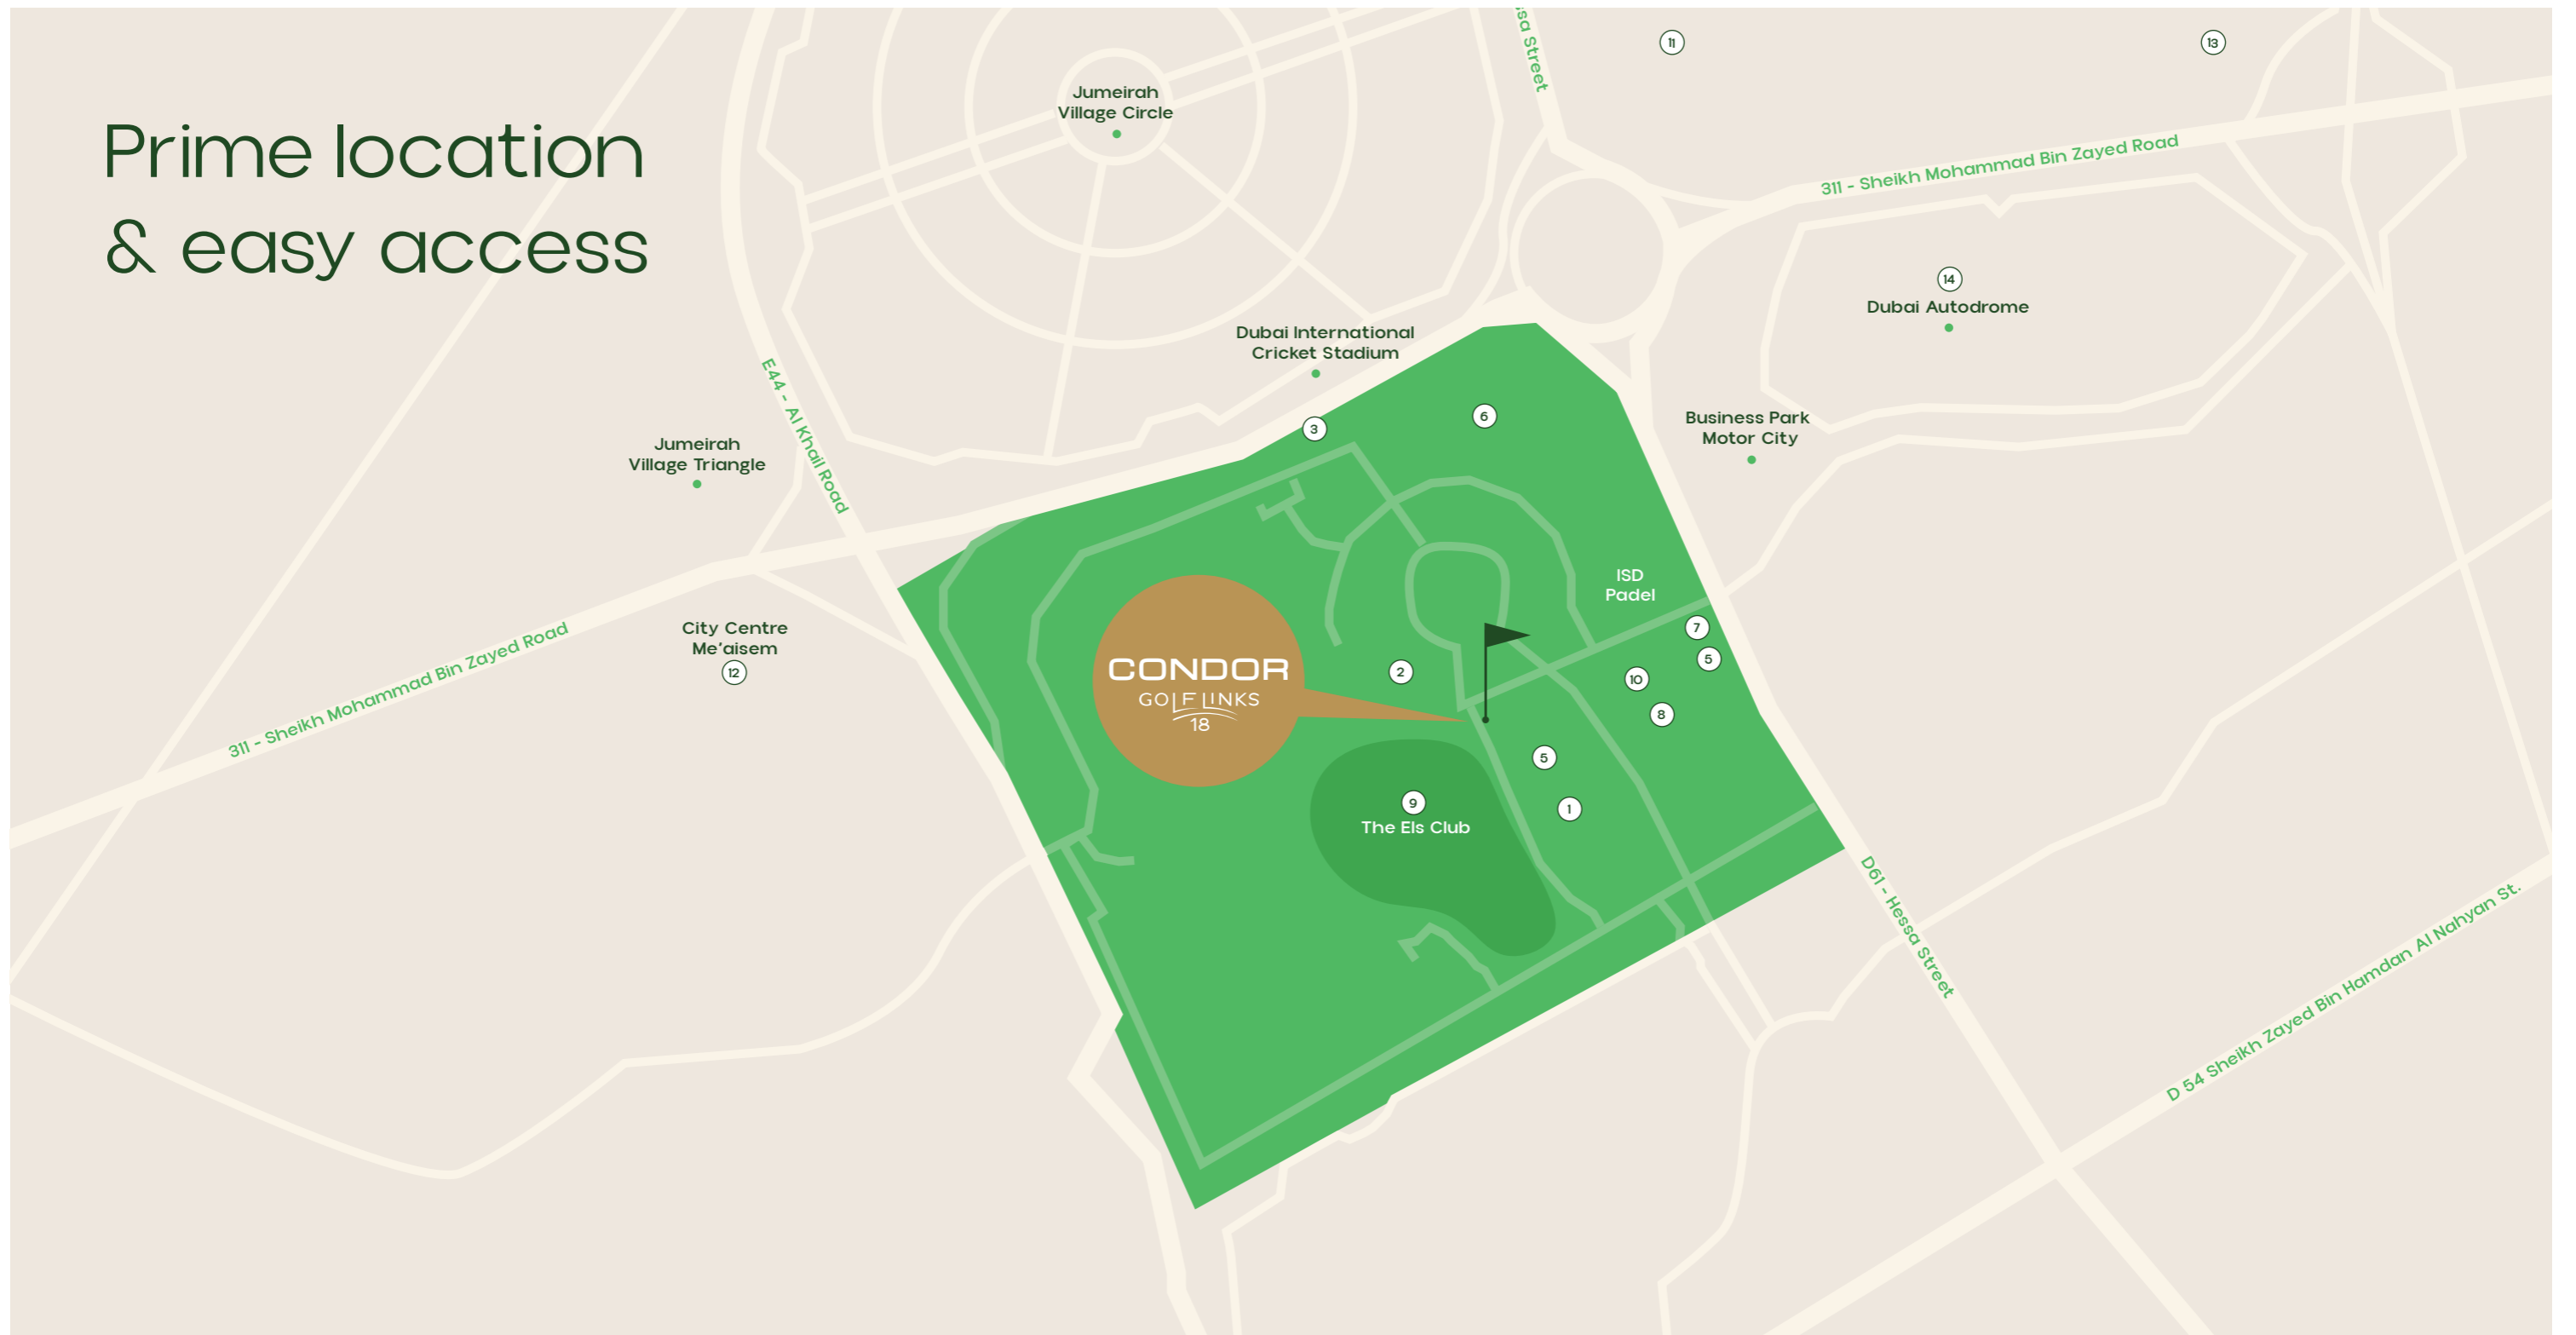 Prime location
& easy access
Jumeirah
Village Circle
ssa Street
11
13
311 - Sheikh Mohammad Bin Zayed Road
14
Dubai Autodrome
Dubai International
Cricket Stadium
E44 - Al Khail Road
3
6
Business Park
Motor City
Jumeirah
Village Triangle
ISD
Padel
7
5
311 - Sheikh Mohammad Bin Zayed Road
City Centre
Me'aisem
12
CONDOR
GOLF LINKS
18
2
10
8
5
1
9
The Els Club
D61 - Hessa Street
D 54 Sheikh Zayed Bin Hamdan Al Nahyan St.